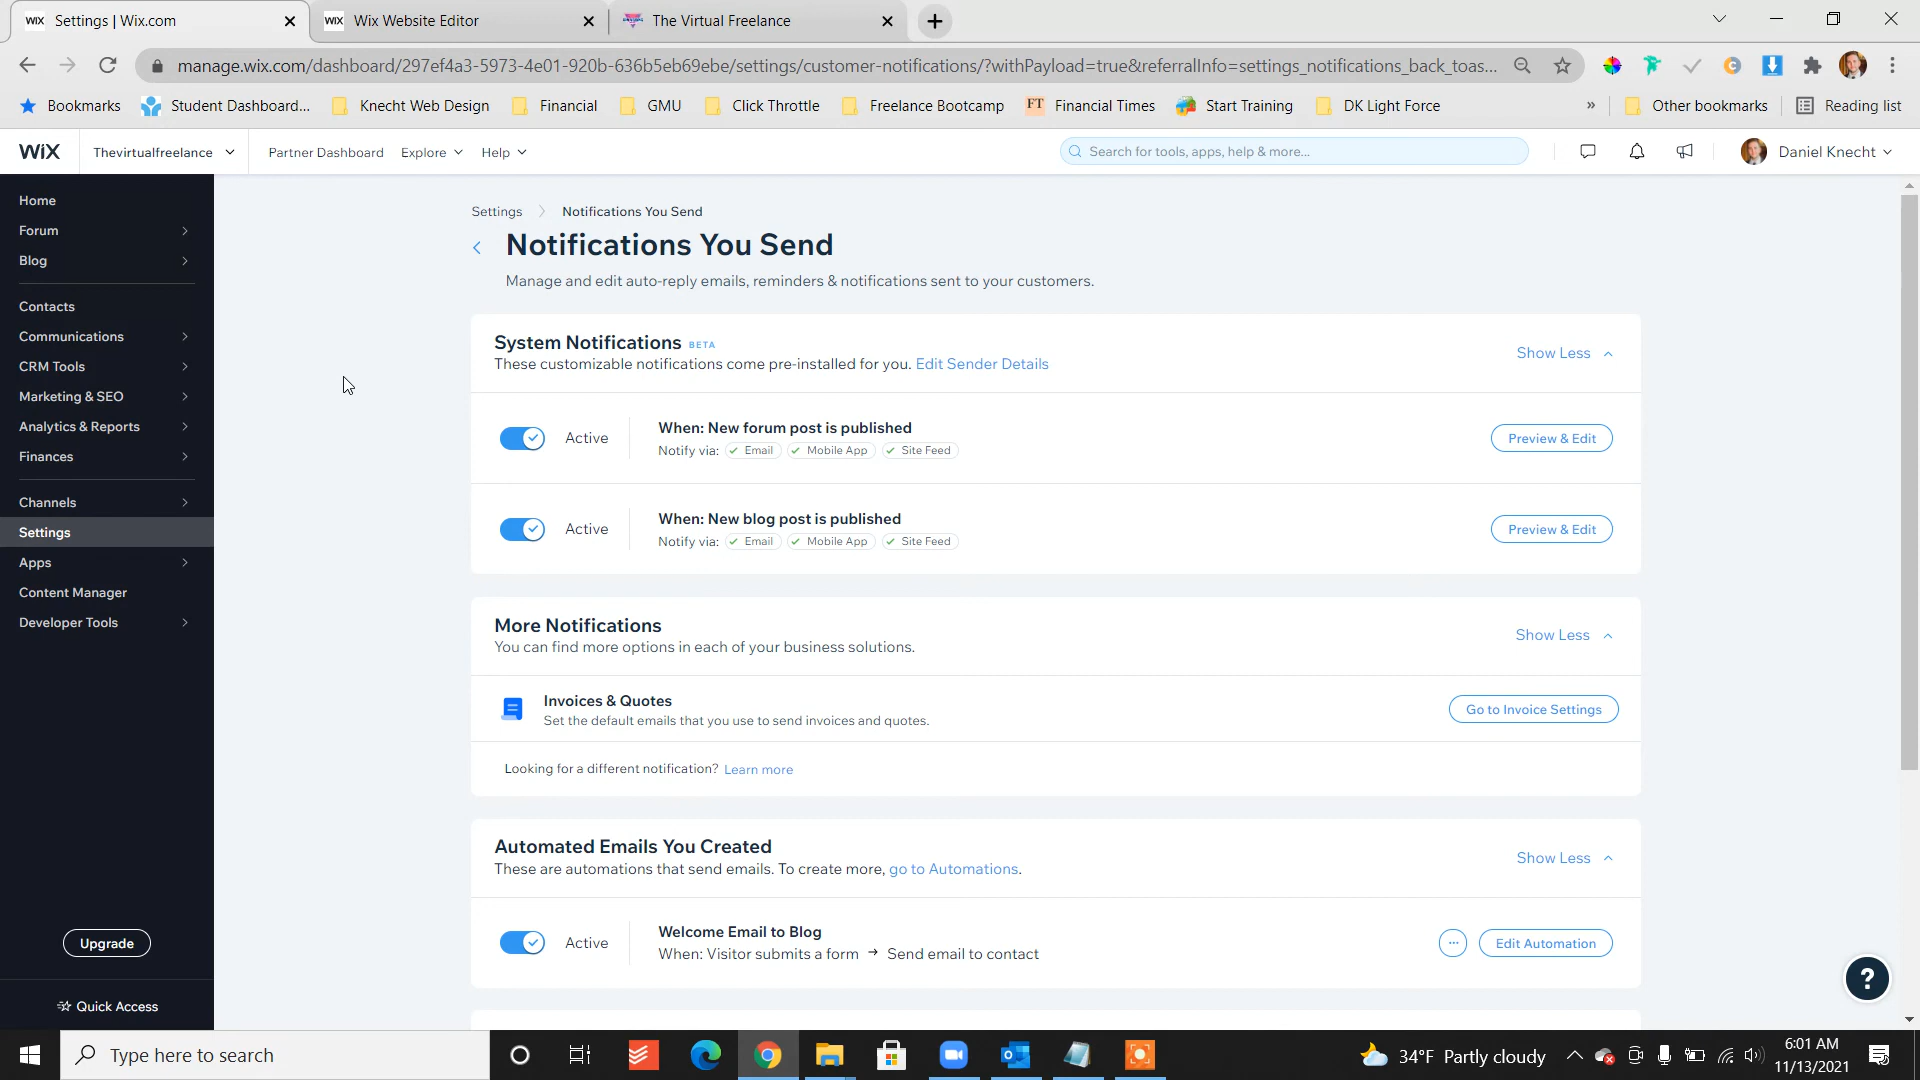 WiX Settings | Wix.com
WiX Wix Website Editor
The Virtual Freelance
manage.wix.com/dashboard/297ef4a3-5973-4e01-920b-636b5eb69ebe/settings/customer-notifications/?withPayload=true&referralInfo=settings_notifications_back_toas...
Bookmarks
Student Dashboard...
Knecht Web Design
Financial
GMU
Click Throttle
Freelance Bootcamp
FT Financial Times
Start Training
DK Light Force
»
Other bookmarks
Reading list
WiX
Thevirtualfreelance
Partner Dashboard
Explore
Help
Search for tools, apps, help & more...
Daniel Knecht
Home
Forum
Blog
Contacts
Communications
CRM Tools
Marketing & SEO
Analytics & Reports
Finances
Channels
Settings
Apps
Content Manager
Developer Tools
Upgrade
Quick Access
Settings > Notifications You Send
Notifications You Send
Manage and edit auto-reply emails, reminders & notifications sent to your customers.
System Notifications BETA
These customizable notifications come pre-installed for you. Edit Sender Details
Show Less
Active
When: New forum post is published
Notify via: Email Mobile App Site Feed
Preview & Edit
Active
When: New blog post is published
Notify via: Email Mobile App Site Feed
Preview & Edit
More Notifications
You can find more options in each of your business solutions.
Show Less
Invoices & Quotes
Set the default emails that you use to send invoices and quotes.
Go to Invoice Settings
Looking for a different notification? Learn more
Automated Emails You Created
These are automations that send emails. To create more, go to Automations.
Show Less
Active
Welcome Email to Blog
When: Visitor submits a form → Send email to contact
... Edit Automation
?
Type here to search
34°F Partly cloudy
6:01 AM
11/13/2021